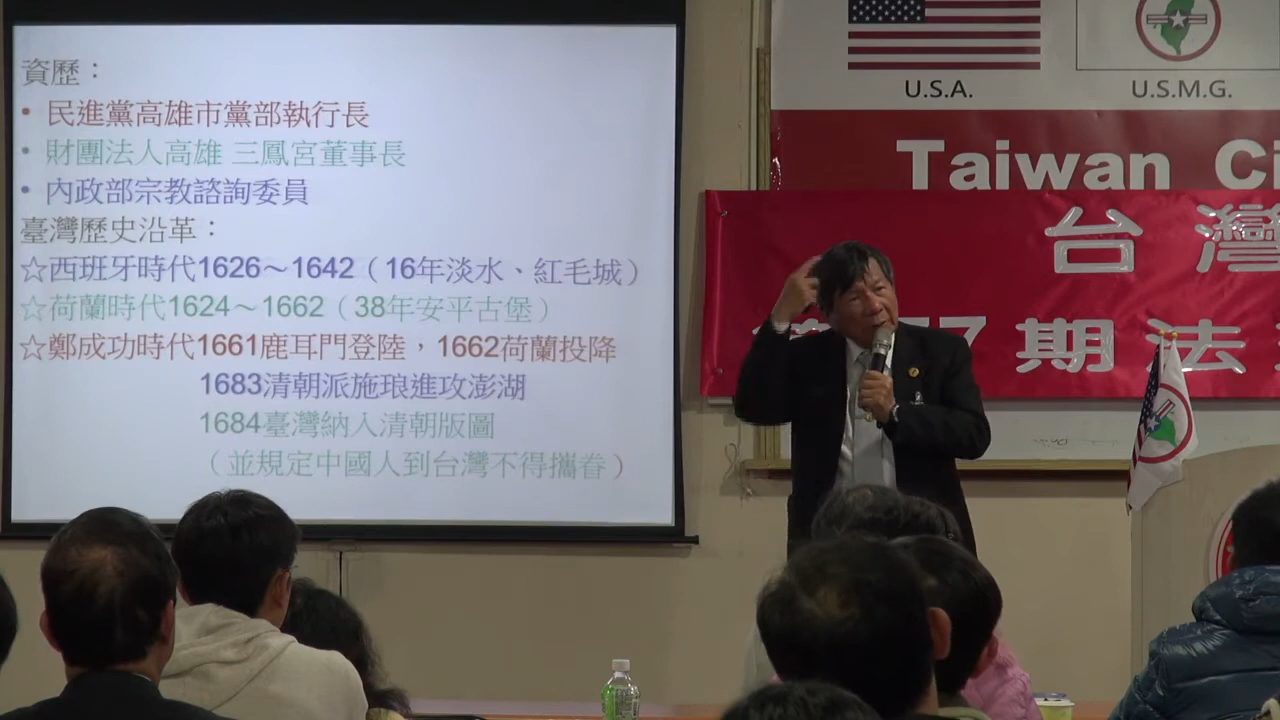 資歷：
• 民進黨高雄市黨部執行長
• 財團法人高雄 三鳳宮董事長
• 內政部宗教諮詢委員
臺灣歷史沿革：
☆西班牙時代1626～1642（16年淡水、紅毛城）
☆荷蘭時代1624～1662（38年安平古堡）
☆鄭成功時代1661鹿耳門登陸，1662荷蘭投降
1683清朝派施琅進攻澎湖
1684臺灣納入清朝版圖
（並規定中國人到台灣不得攜眷）
U.S.A.
U.S.M.G.
Taiwan Ci
台灣
期法